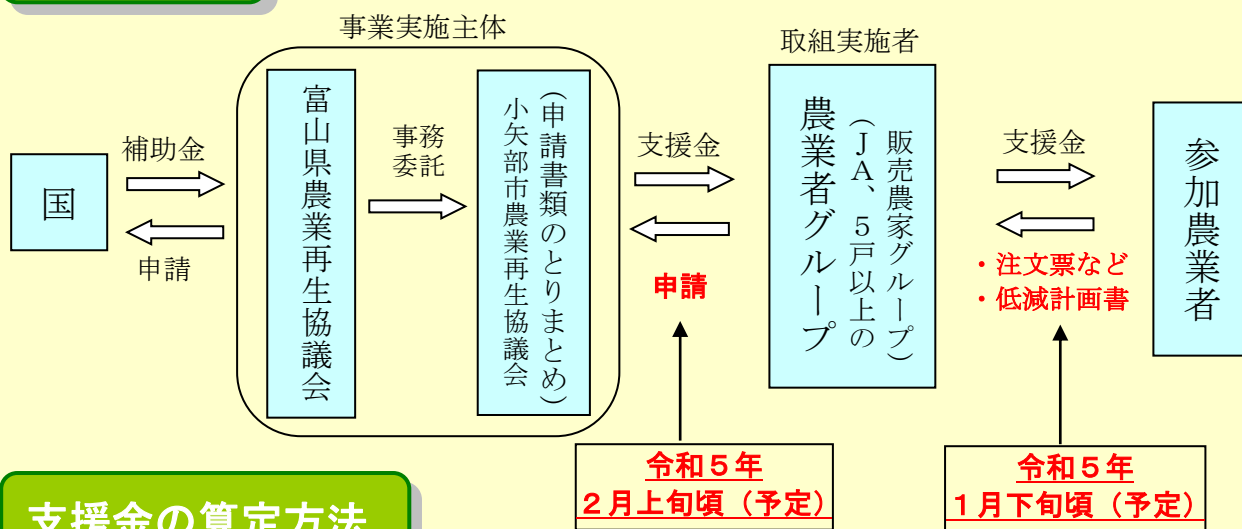 事業実施主体
取組実施者
国
補助金
申請
富山県農業再生協議会
事務
委託
小矢部市農業再生協議会
(申請書類のとりまとめ)
支援金
申請
農業者グループ
(JA、5戸以上の
販売農家グループ)
支援金
・注文票など
・低減計画書
参加農業者
令和5年
2月上旬頃(予定)
令和5年
1月下旬頃(予定)
支援金の算定方法